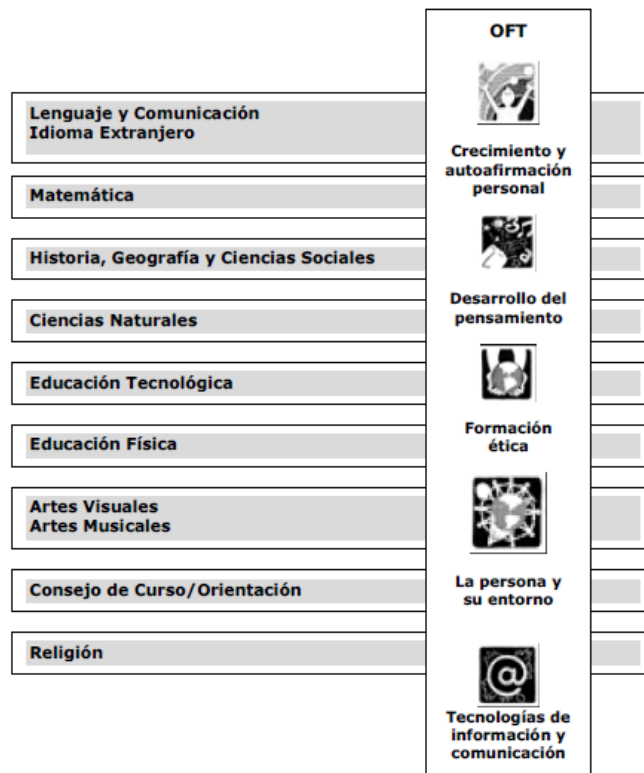 OFT
Lenguaje y Comunicación
Idioma Extranjero
Crecimiento y
autoafirmación
personal
Matemática
Historia, Geografía y Ciencias Sociales
Desarrollo del
pensamiento
Ciencias Naturales
Educación Tecnológica
Formación
ética
Educación Física
Artes Visuales
Artes Musicales
La persona y
su entorno
Consejo de Curso/Orientación
Religión
@
Tecnologías de
información y
comunicación